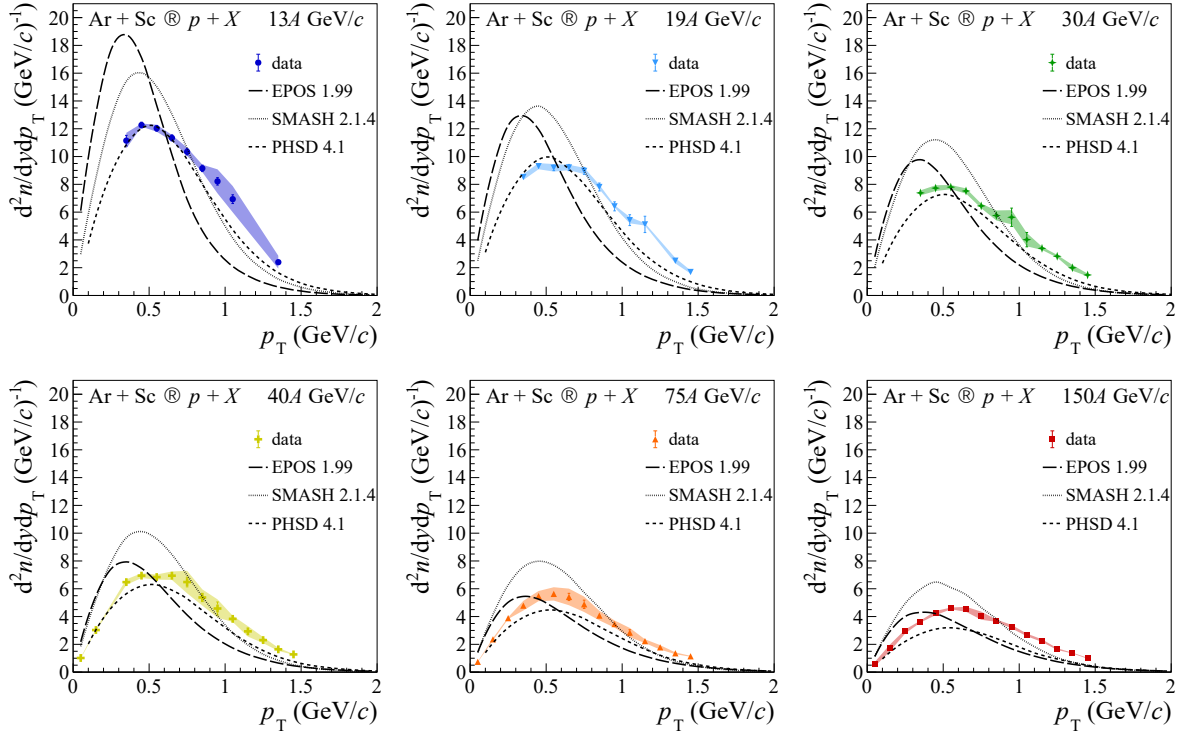 Ar + Sc ® p + X 13A GeV/c
d²n/dydp_T (GeV/c)⁻¹
20
18
16
14
12
10
8
6
4
2
0
data
EPOS 1.99
SMASH 2.1.4
PHSD 4.1
0 0.5 1 1.5 2
p_T (GeV/c)
Ar + Sc ® p + X 19A GeV/c
d²n/dydp_T (GeV/c)⁻¹
20
18
16
14
12
10
8
6
4
2
0
data
EPOS 1.99
SMASH 2.1.4
PHSD 4.1
0 0.5 1 1.5 2
p_T (GeV/c)
Ar + Sc ® p + X 30A GeV/c
d²n/dydp_T (GeV/c)⁻¹
20
18
16
14
12
10
8
6
4
2
0
data
EPOS 1.99
SMASH 2.1.4
PHSD 4.1
0 0.5 1 1.5 2
p_T (GeV/c)
Ar + Sc ® p + X 40A GeV/c
d²n/dydp_T (GeV/c)⁻¹
20
18
16
14
12
10
8
6
4
2
0
data
EPOS 1.99
SMASH 2.1.4
PHSD 4.1
0 0.5 1 1.5 2
p_T (GeV/c)
Ar + Sc ® p + X 75A GeV/c
d²n/dydp_T (GeV/c)⁻¹
20
18
16
14
12
10
8
6
4
2
0
data
EPOS 1.99
SMASH 2.1.4
PHSD 4.1
0 0.5 1 1.5 2
p_T (GeV/c)
Ar + Sc ® p + X 150A GeV/c
d²n/dydp_T (GeV/c)⁻¹
20
18
16
14
12
10
8
6
4
2
0
data
EPOS 1.99
SMASH 2.1.4
PHSD 4.1
0 0.5 1 1.5 2
p_T (GeV/c)